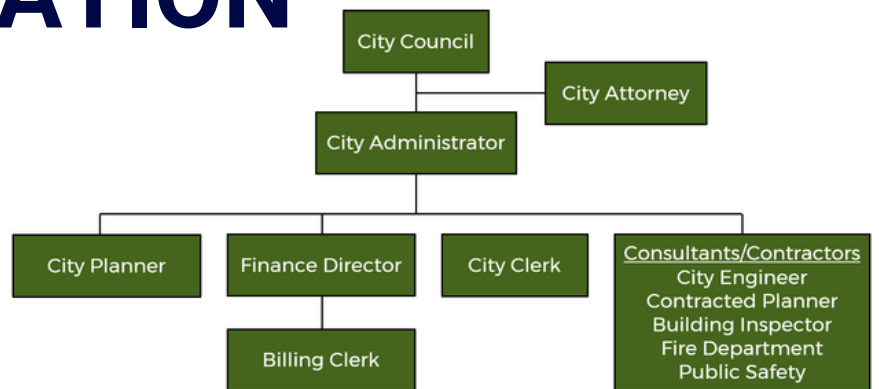 ATION
City Council
City Attorney
City Administrator
City Planner
Finance Director
City Clerk
Consultants/Contractors
City Engineer
Contracted Planner
Building Inspector
Fire Department
Public Safety
Billing Clerk